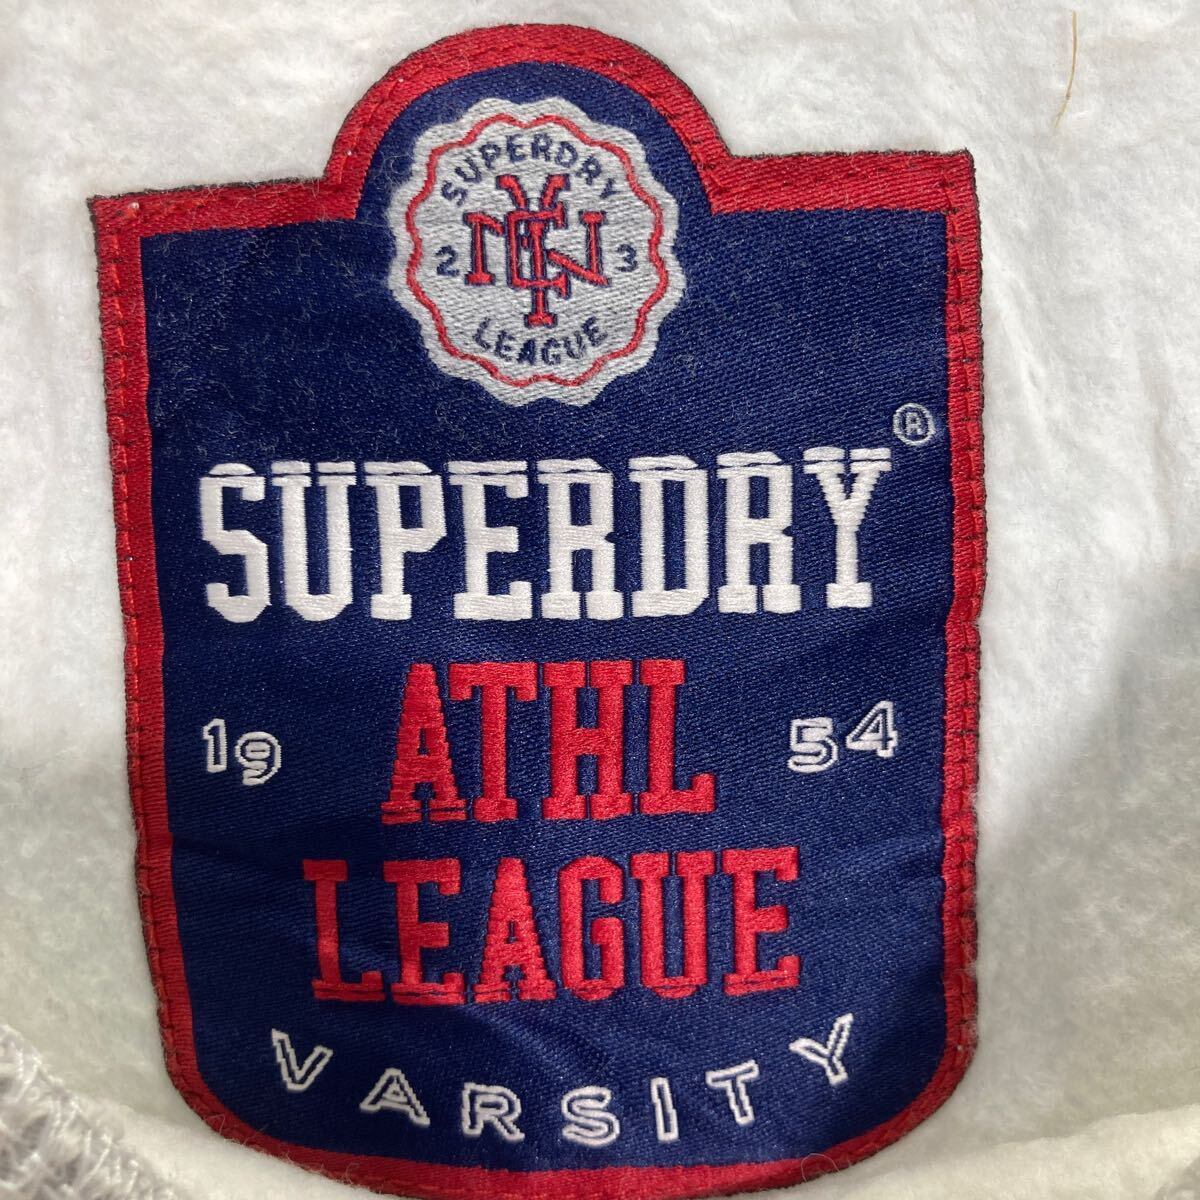 SUPERDRY
2 3
LEAGUE
SUPERDRY®
ATHL
19 54
LEAGUE
VARSITY